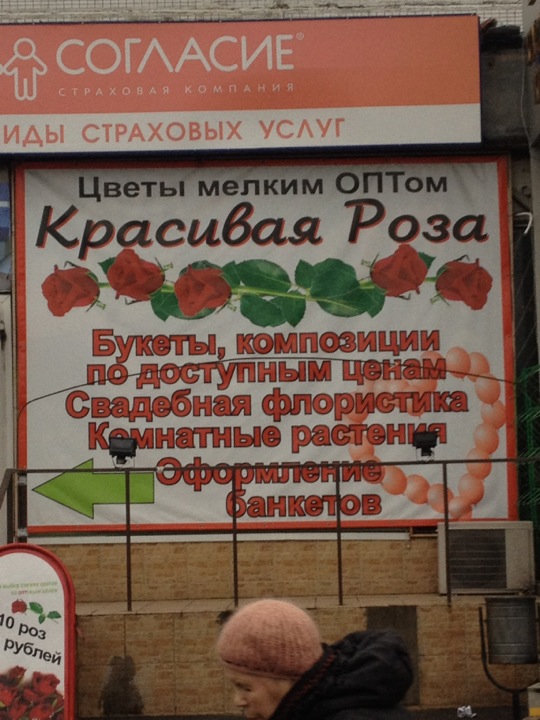 СОГЛАСИЕ
СТРАХОВАЯ КОМПАНИЯ
ИДЫ СТРАХОВЫХ УСЛУГ
Цветы мелким ОПТом
Красивая Роза
Букеты, композиции
по доступным ценам
Свадебная флористика
Комнатные растения
Оформление
банкетов
10 роз
рублей